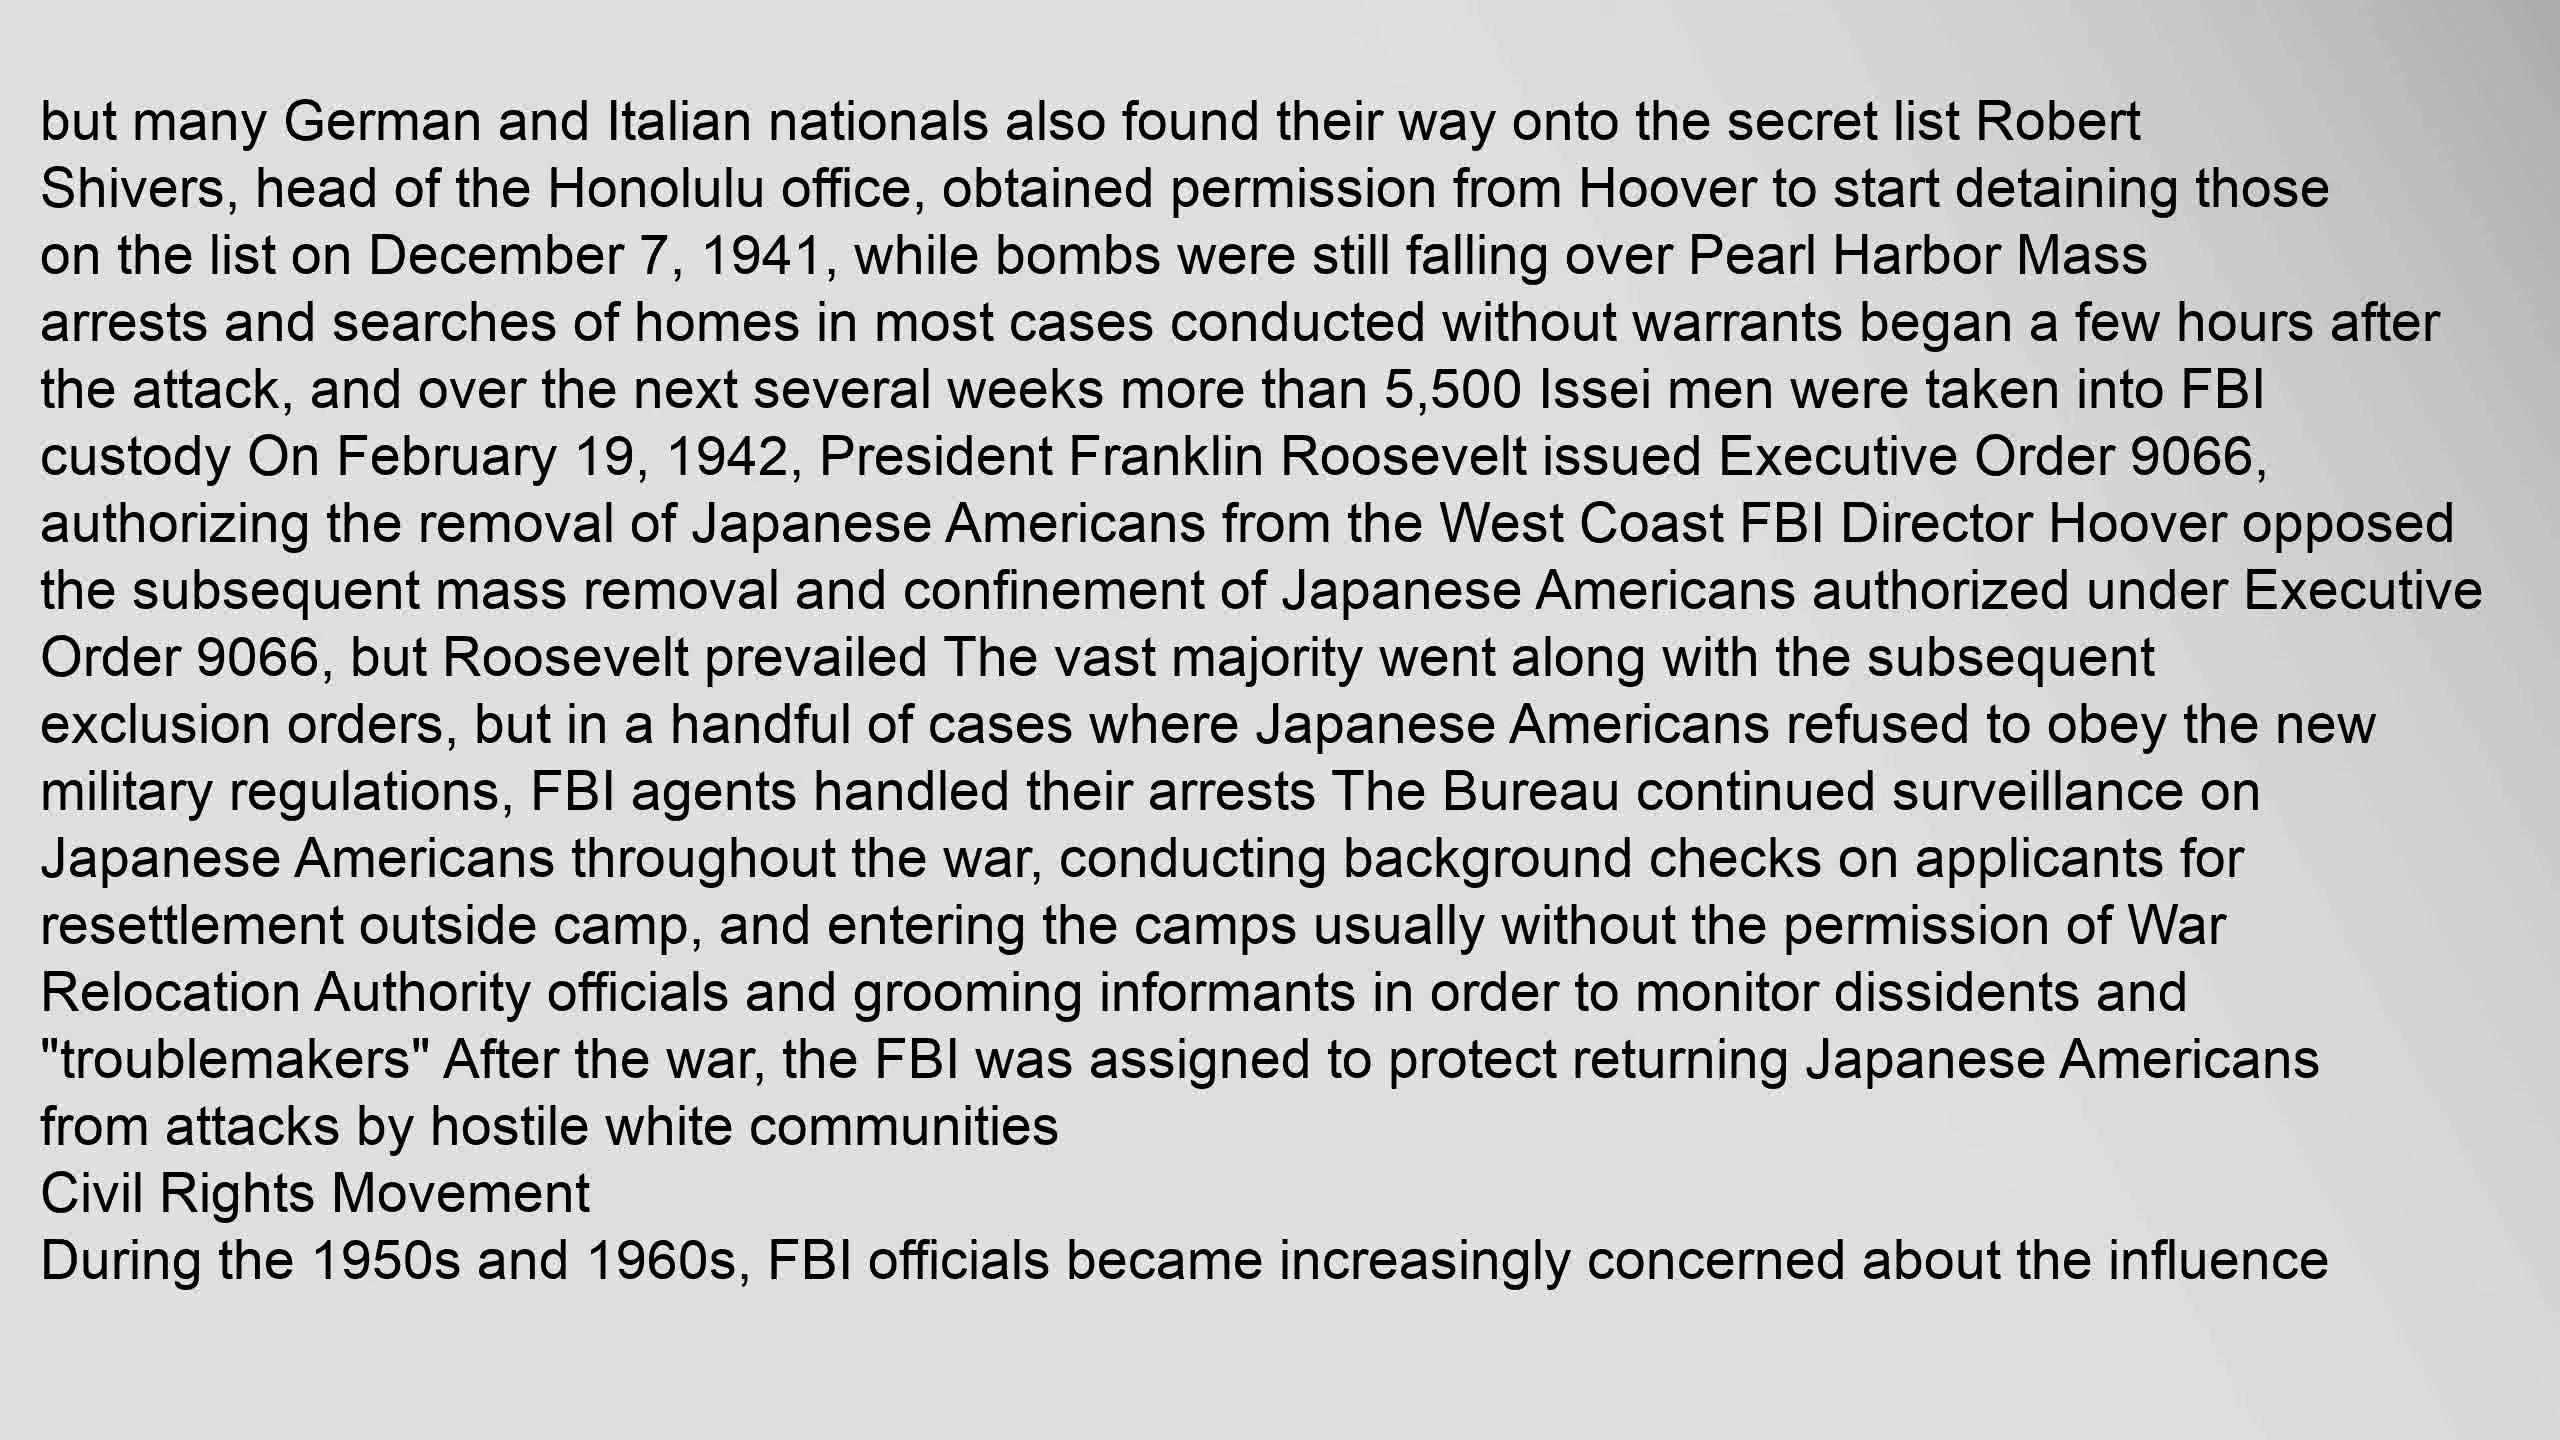 but many German and Italian nationals also found their way onto the secret list Robert
Shivers, head of the Honolulu office, obtained permission from Hoover to start detaining those
on the list on December 7, 1941, while bombs were still falling over Pearl Harbor Mass
arrests and searches of homes in most cases conducted without warrants began a few hours after
the attack, and over the next several weeks more than 5,500 Issei men were taken into FBI
custody On February 19, 1942, President Franklin Roosevelt issued Executive Order 9066,
authorizing the removal of Japanese Americans from the West Coast FBI Director Hoover opposed
the subsequent mass removal and confinement of Japanese Americans authorized under Executive
Order 9066, but Roosevelt prevailed The vast majority went along with the subsequent
exclusion orders, but in a handful of cases where Japanese Americans refused to obey the new
military regulations, FBI agents handled their arrests The Bureau continued surveillance on
Japanese Americans throughout the war, conducting background checks on applicants for
resettlement outside camp, and entering the camps usually without the permission of War
Relocation Authority officials and grooming informants in order to monitor dissidents and
"troublemakers" After the war, the FBI was assigned to protect returning Japanese Americans
from attacks by hostile white communities
Civil Rights Movement
During the 1950s and 1960s, FBI officials became increasingly concerned about the influence